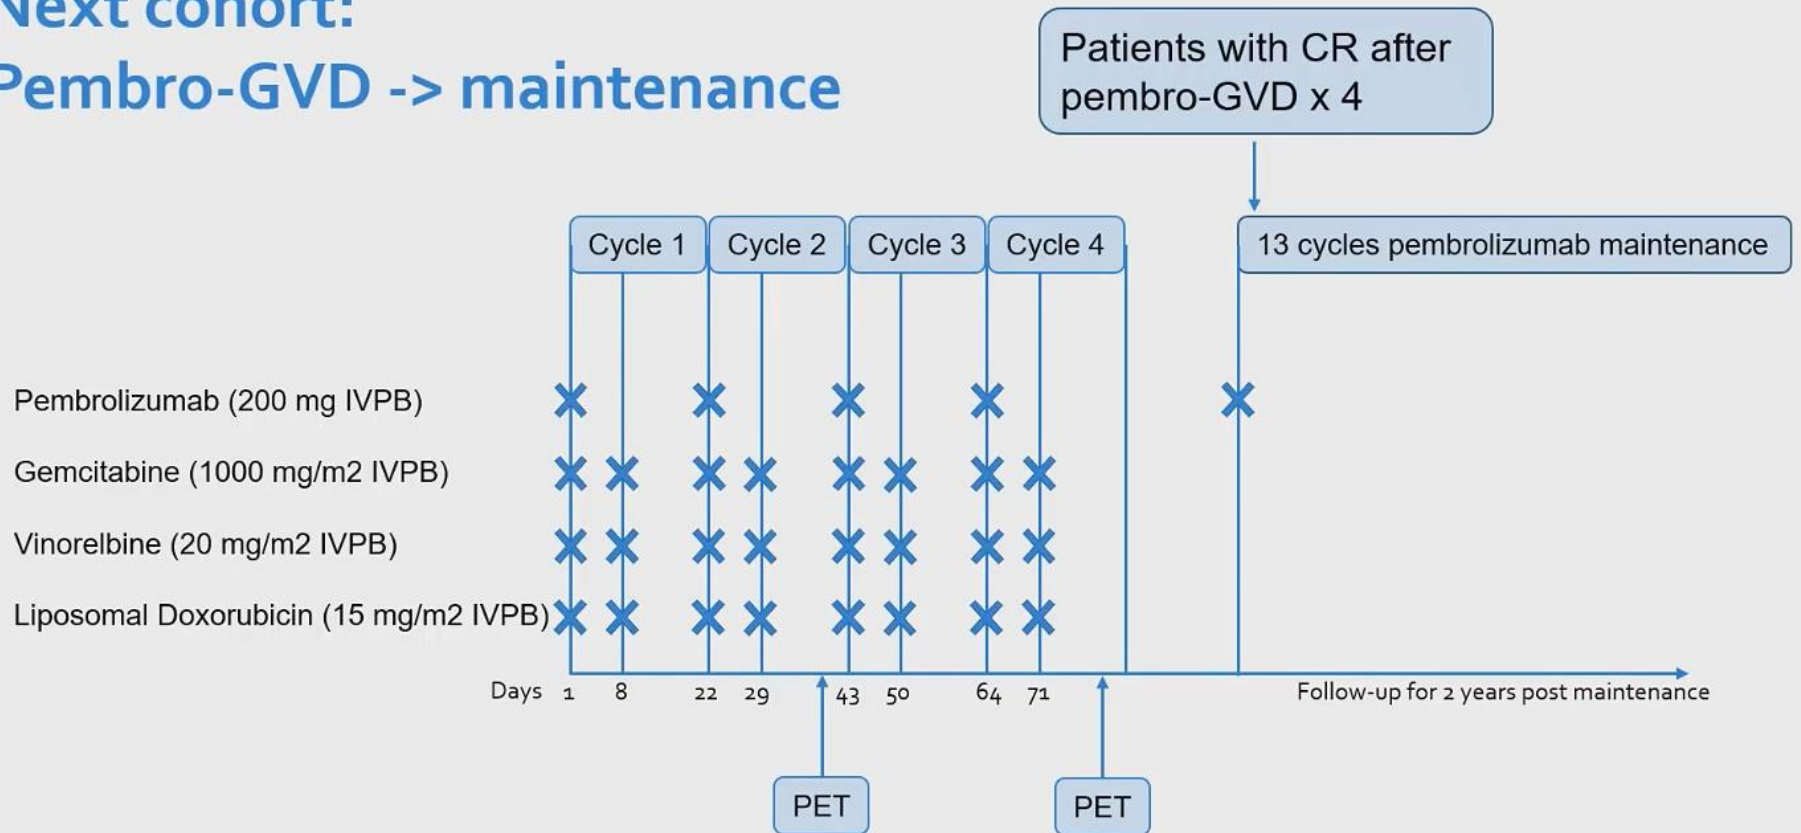 Next cohort:
Pembro-GVD -> maintenance
Patients with CR after
pembro-GVD x 4
Cycle 1
Cycle 2
Cycle 3
Cycle 4
13 cycles pembrolizumab maintenance
Pembrolizumab (200 mg IVPB)
Gemcitabine (1000 mg/m2 IVPB)
Vinorelbine (20 mg/m2 IVPB)
Liposomal Doxorubicin (15 mg/m2 IVPB)
Days 1 8 22 29 43 50 64 71
Follow-up for 2 years post maintenance
PET
PET